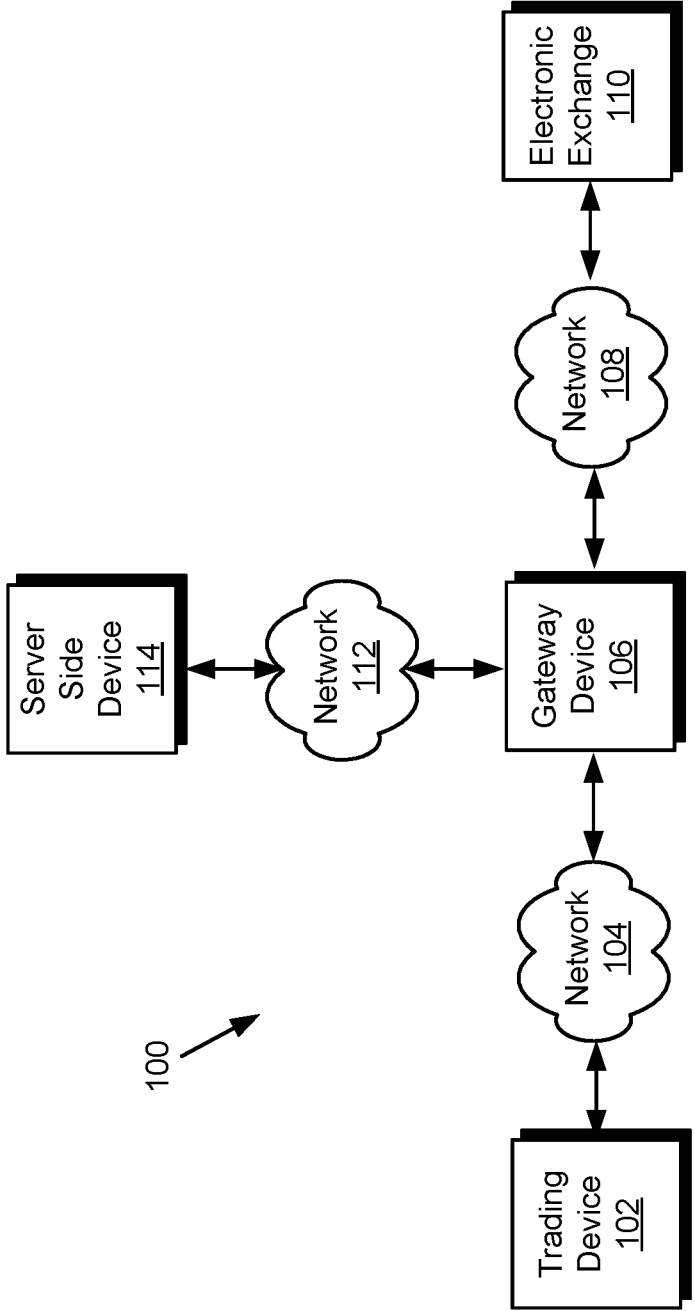 100
Server
Side
Device
114
Network
112
Trading
Device
102
Network
104
Gateway
Device
106
Network
108
Electronic
Exchange
110